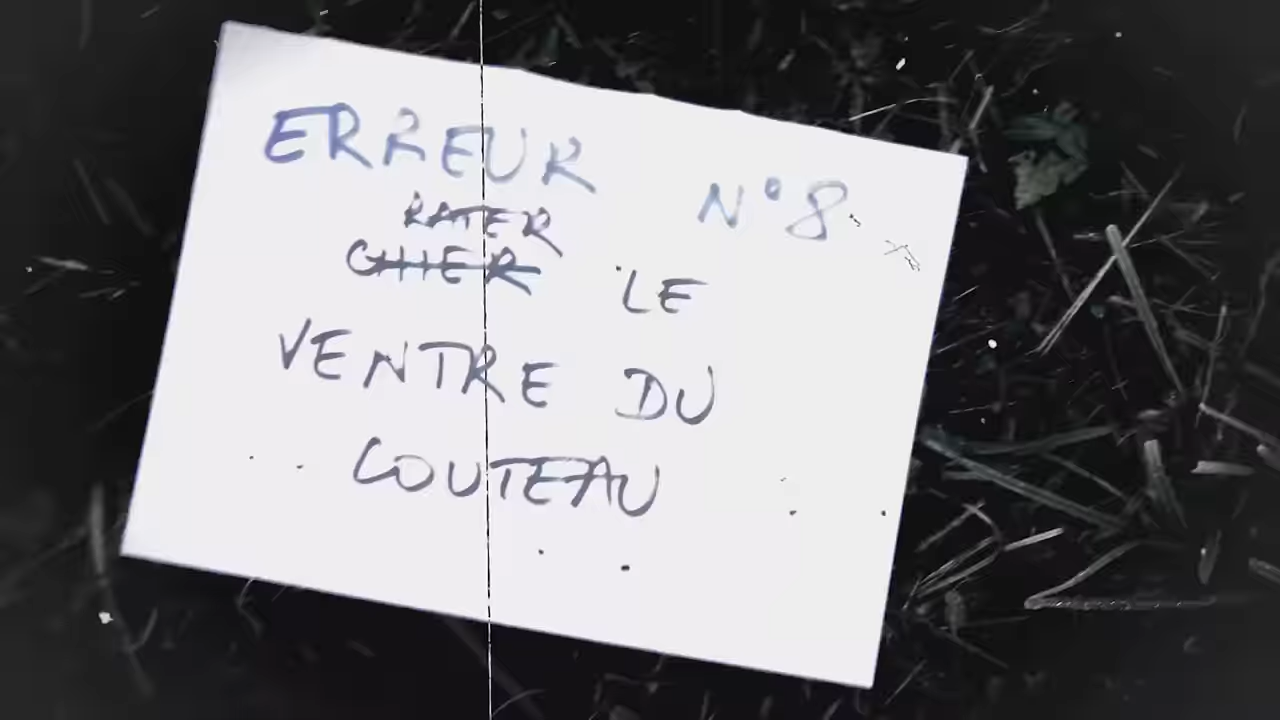 ERREUR N°8
RATER
CHIER LE
VENTRE DU
COUTEAU